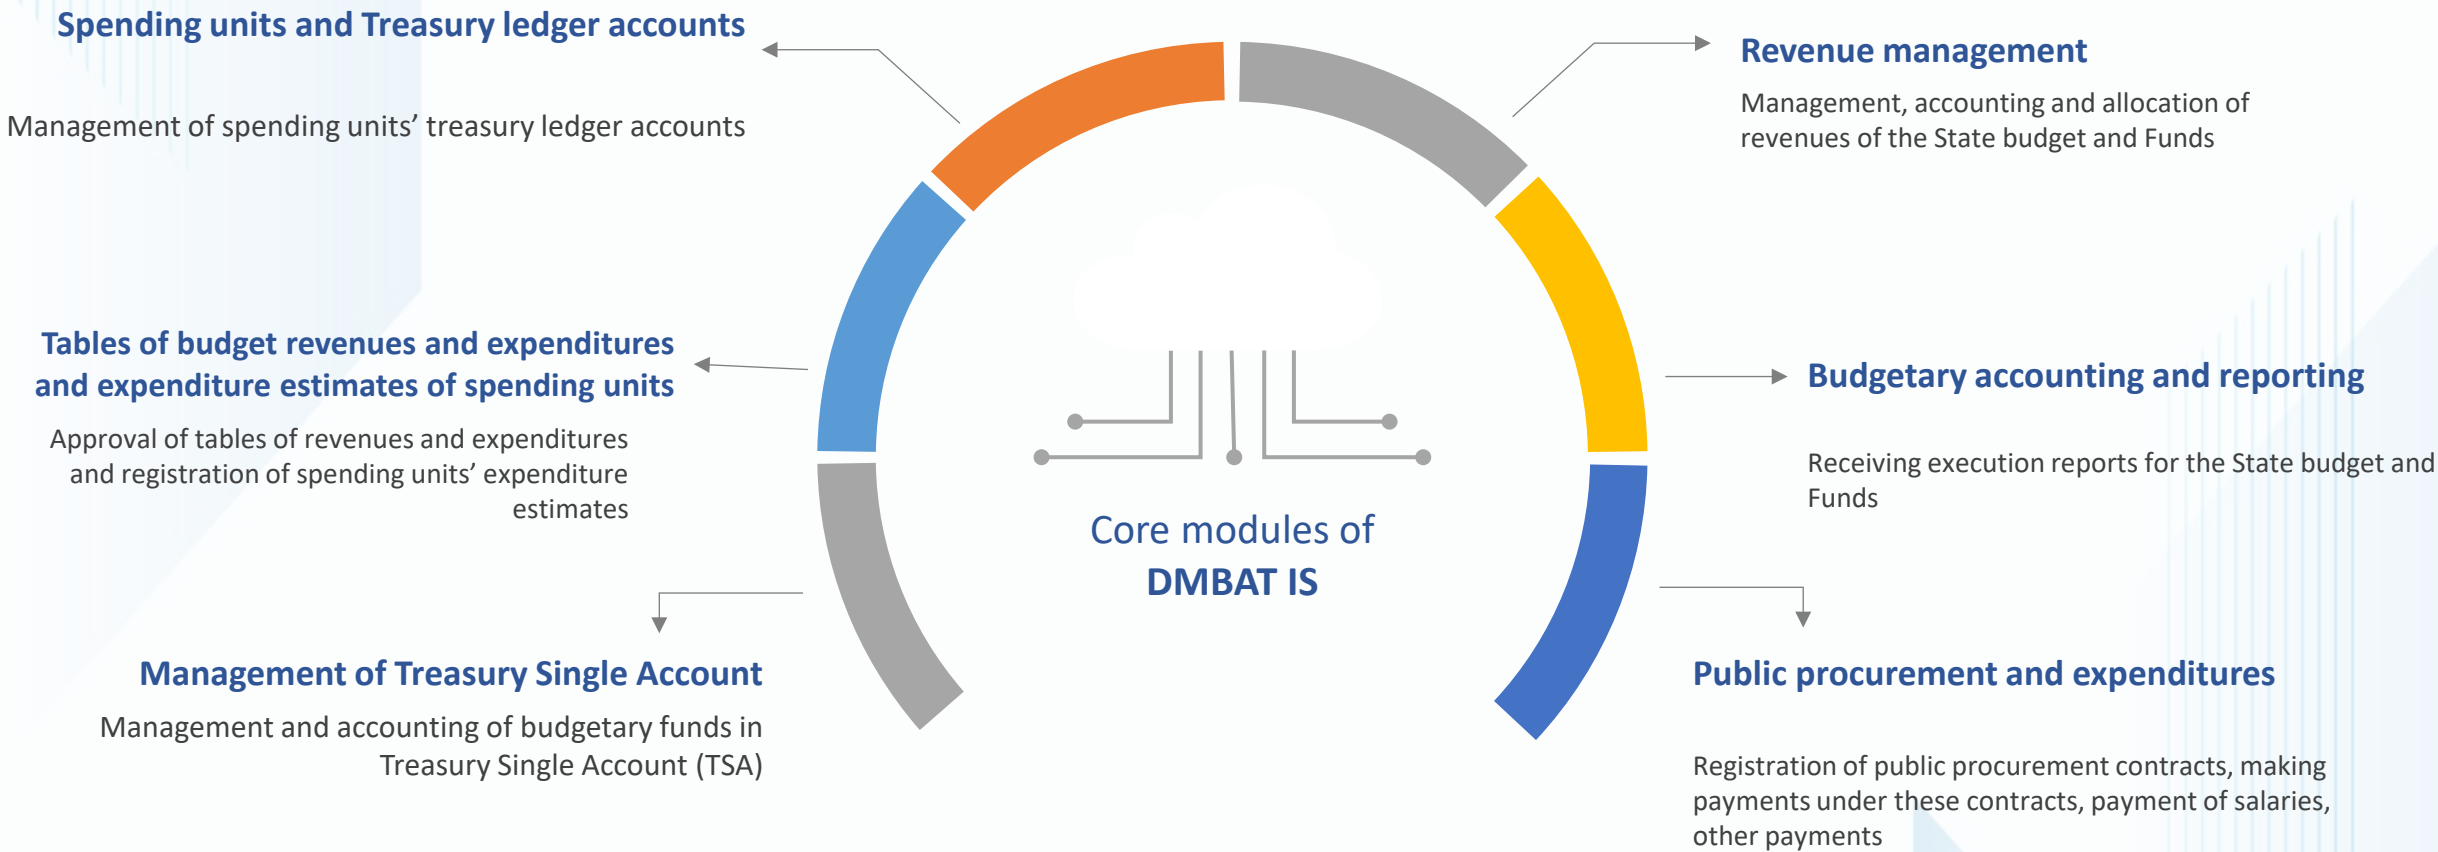 Spending units and Treasury ledger accounts
Management of spending units’ treasury ledger accounts
Tables of budget revenues and expenditures
and expenditure estimates of spending units
Approval of tables of revenues and expenditures
and registration of spending units’ expenditure
estimates
Management of Treasury Single Account
Management and accounting of budgetary funds in
Treasury Single Account (TSA)
Core modules of
DMBAT IS
Revenue management
Management, accounting and allocation of
revenues of the State budget and Funds
Budgetary accounting and reporting
Receiving execution reports for the State budget and
Funds
Public procurement and expenditures
Registration of public procurement contracts, making
payments under these contracts, payment of salaries,
other payments